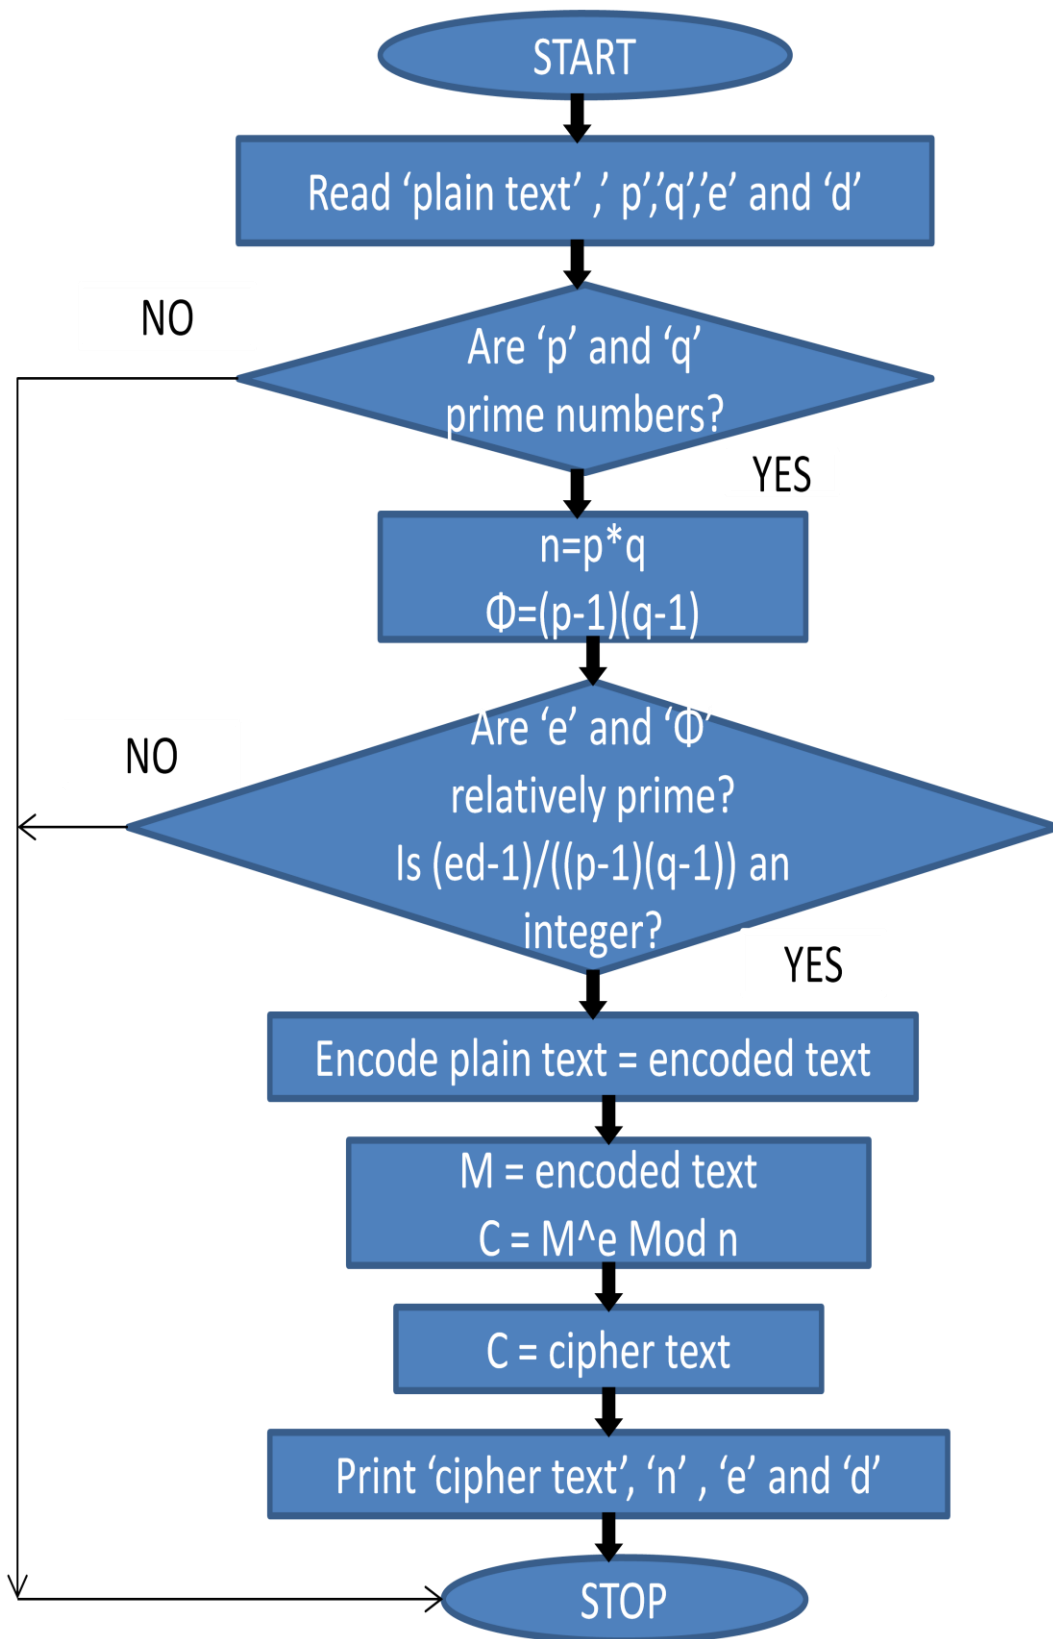 START
Read ‘plain text’ ,’ p’,’q’,’e’ and ‘d’
NO
Are ‘p’ and ‘q’
prime numbers?
YES
n=p*q
Φ=(p-1)(q-1)
Are ‘e’ and ‘Φ’
NO
relatively prime?
Is (ed-1)/((p-1)(q-1)) an
integer?
YES
Encode plain text = encoded text
M = encoded text
C = M^e Mod n
C = cipher text
Print ‘cipher text’, ‘n’ , ‘e’ and ‘d’
STOP